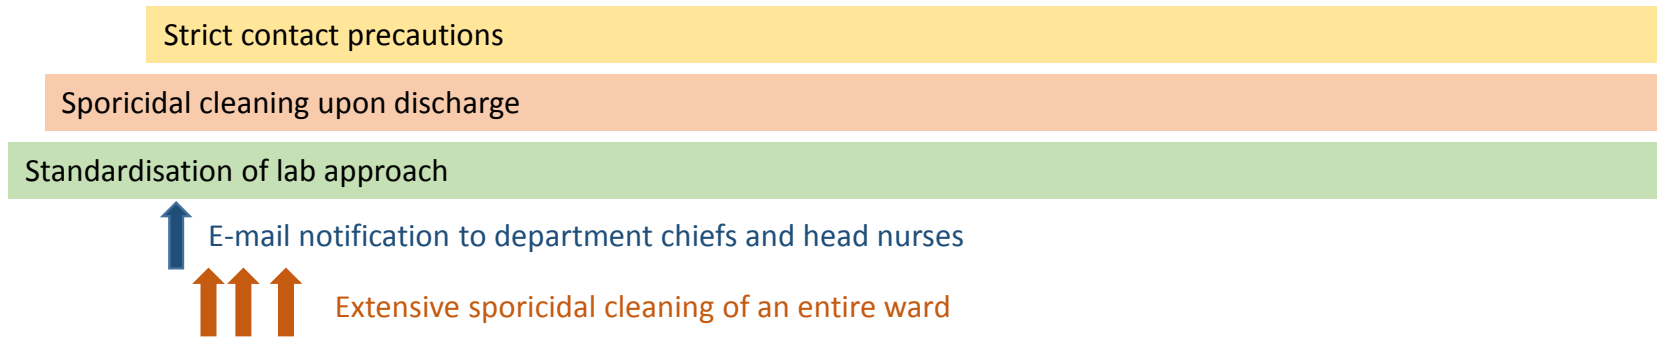 Strict contact precautions
Sporicidal cleaning upon discharge
Standardisation of lab approach
E-mail notification to department chiefs and head nurses
Extensive sporicidal cleaning of an entire ward